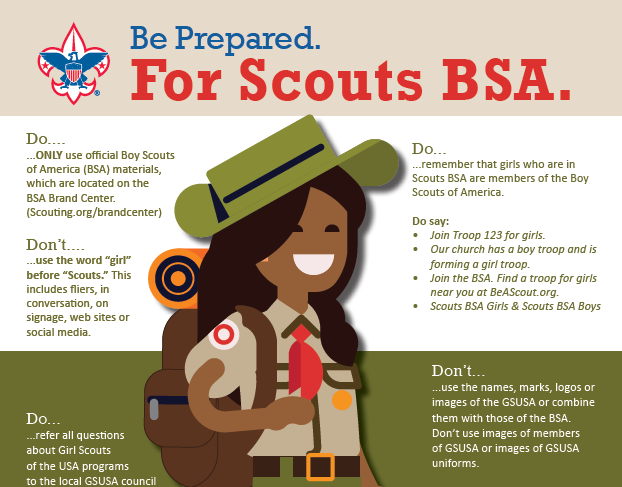 Be Prepared.
For Scouts BSA.
®
Do....
...ONLY use official Boy Scouts
of America (BSA) materials,
which are located on the
BSA Brand Center.
(Scouting.org/brandcenter)
Don't....
...use the word “girl”
before “Scouts.” This
includes fliers, in
conversation, on
signage, web sites or
social media.
Do...
...refer all questions
about Girl Scouts
of the USA programs
to the local GSUSA council
Do...
...remember that girls who are in
Scouts BSA are members of the Boy
Scouts of America.
Do say:
• Join Troop 123 for girls.
• Our church has a boy troop and is
forming a girl troop.
• Join the BSA. Find a troop for girls
near you at BeAScout.org.
• Scouts BSA Girls & Scouts BSA Boys
Don't...
...use the names, marks, logos or
images of the GSUSA or combine
them with those of the BSA.
Don't use images of members
of GSUSA or images of GSUSA
uniforms.